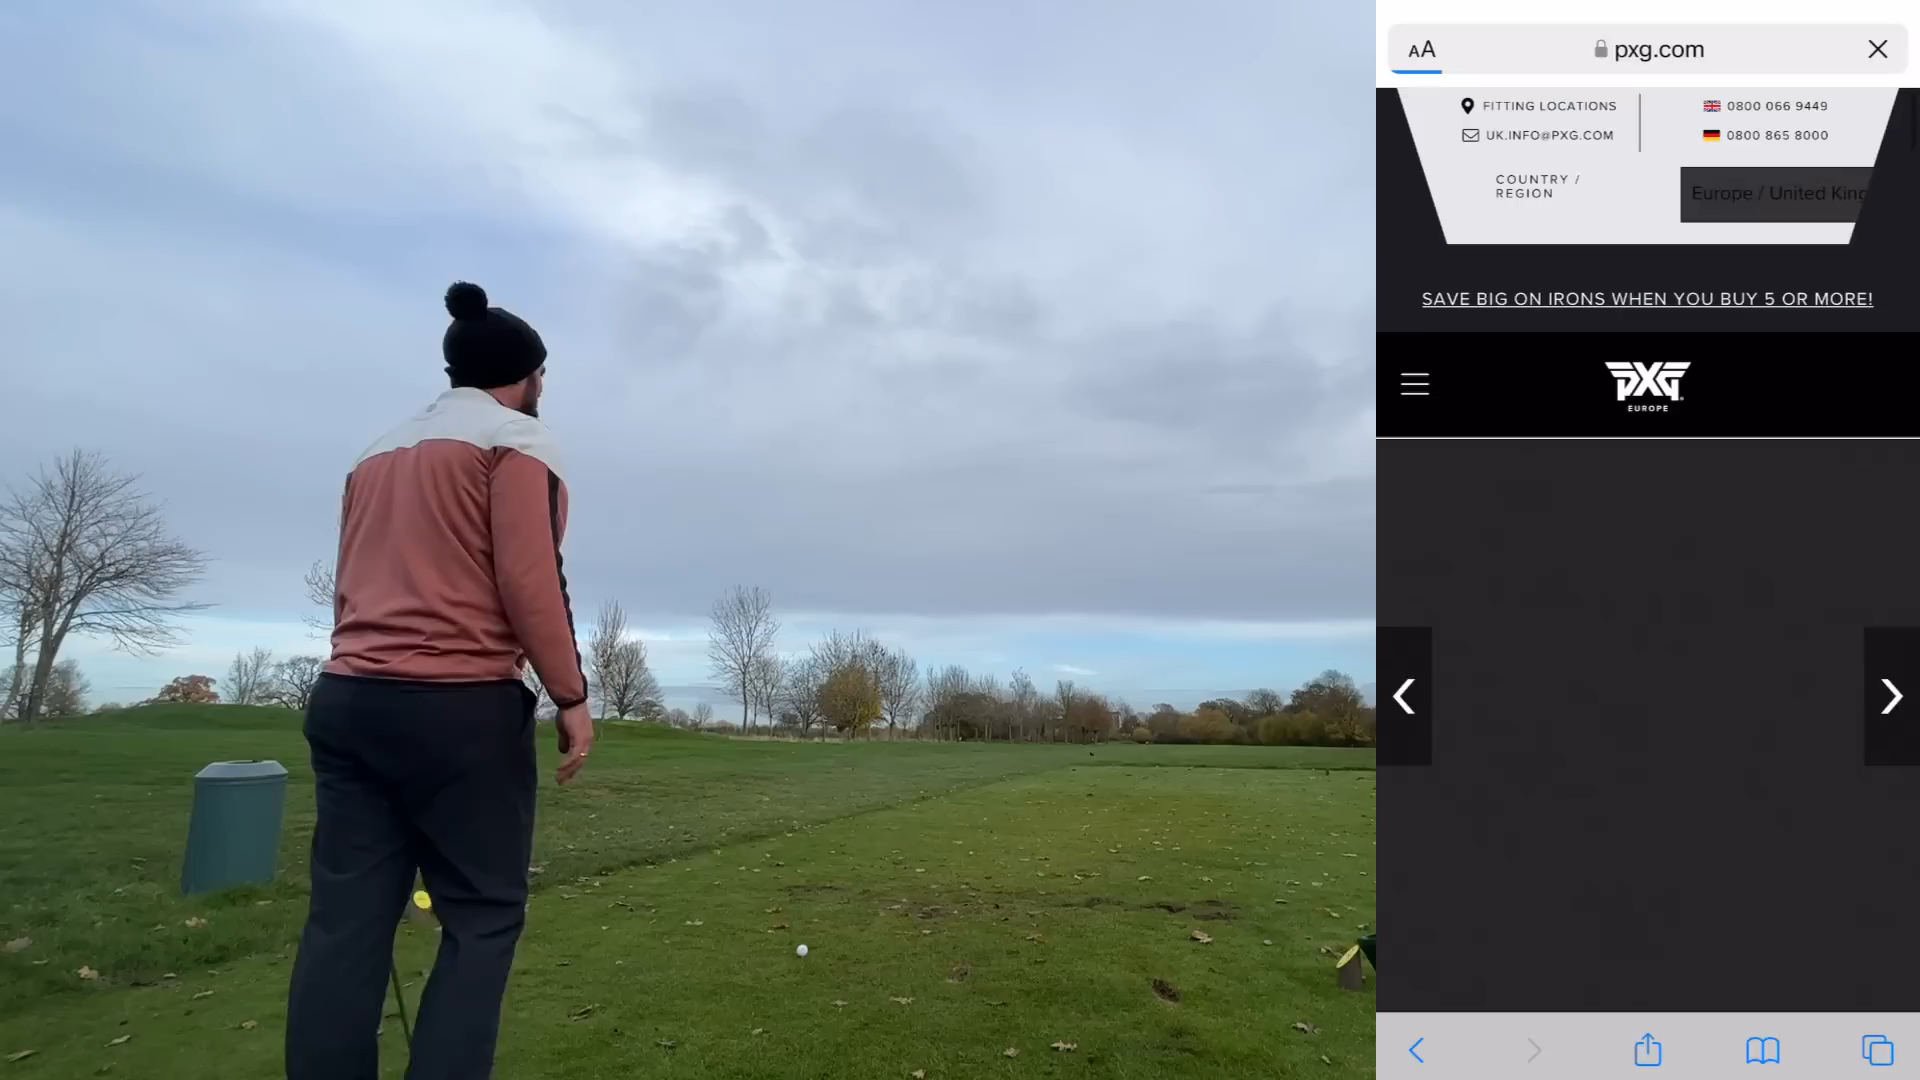 AA
pxg.com
FITTING LOCATIONS
0800 066 9449
UK.INFO@PXG.COM
0800 865 8000
COUNTRY /
REGION
Europe / United King
SAVE BIG ON IRONS WHEN YOU BUY 5 OR MORE!
PXG
EUROPE